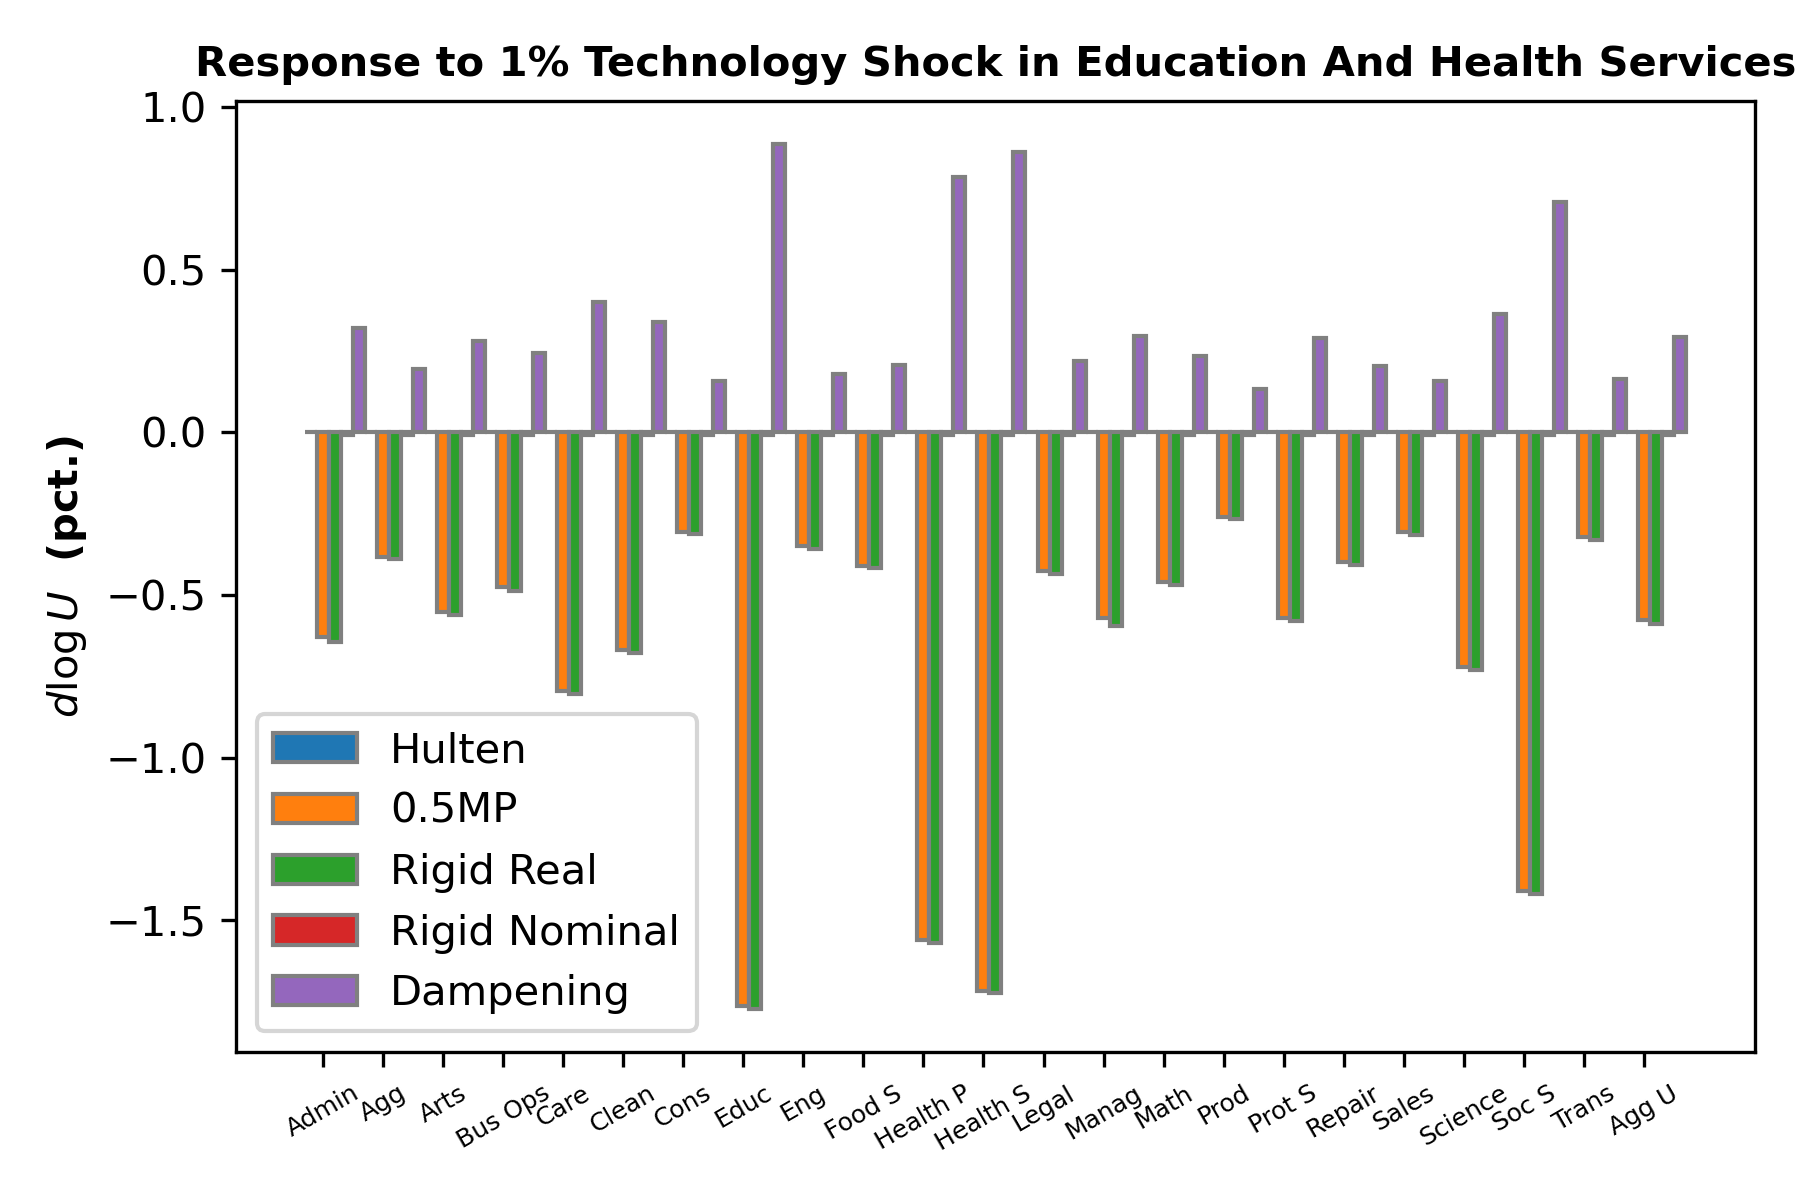 Response to 1% Technology Shock in Education And Health Services
1.0
0.5
0.0
−0.5
−1.0
−1.5
d log U (pct.)
Hulten
0.5MP
Rigid Real
Rigid Nominal
Dampening
Admin
Agg
Arts
Bus Ops
Care
Clean
Cons
Educ
Eng
Food S
Health P
Health S
Legal
Manag
Math
Prod
Prot S
Repair
Sales
Science
Soc S
Trans
Agg U